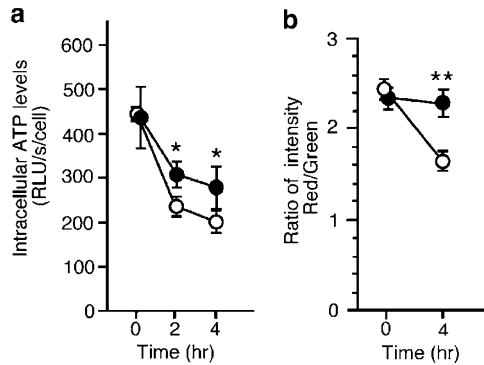 a
Intracellular ATP levels
(RLU/s/cell)
600
500
400
300
200
100
0
*
*
0 2 4
Time (hr)
b
Ratio of intensity
Red/Green
3
2
1
0
**
0 4
Time (hr)